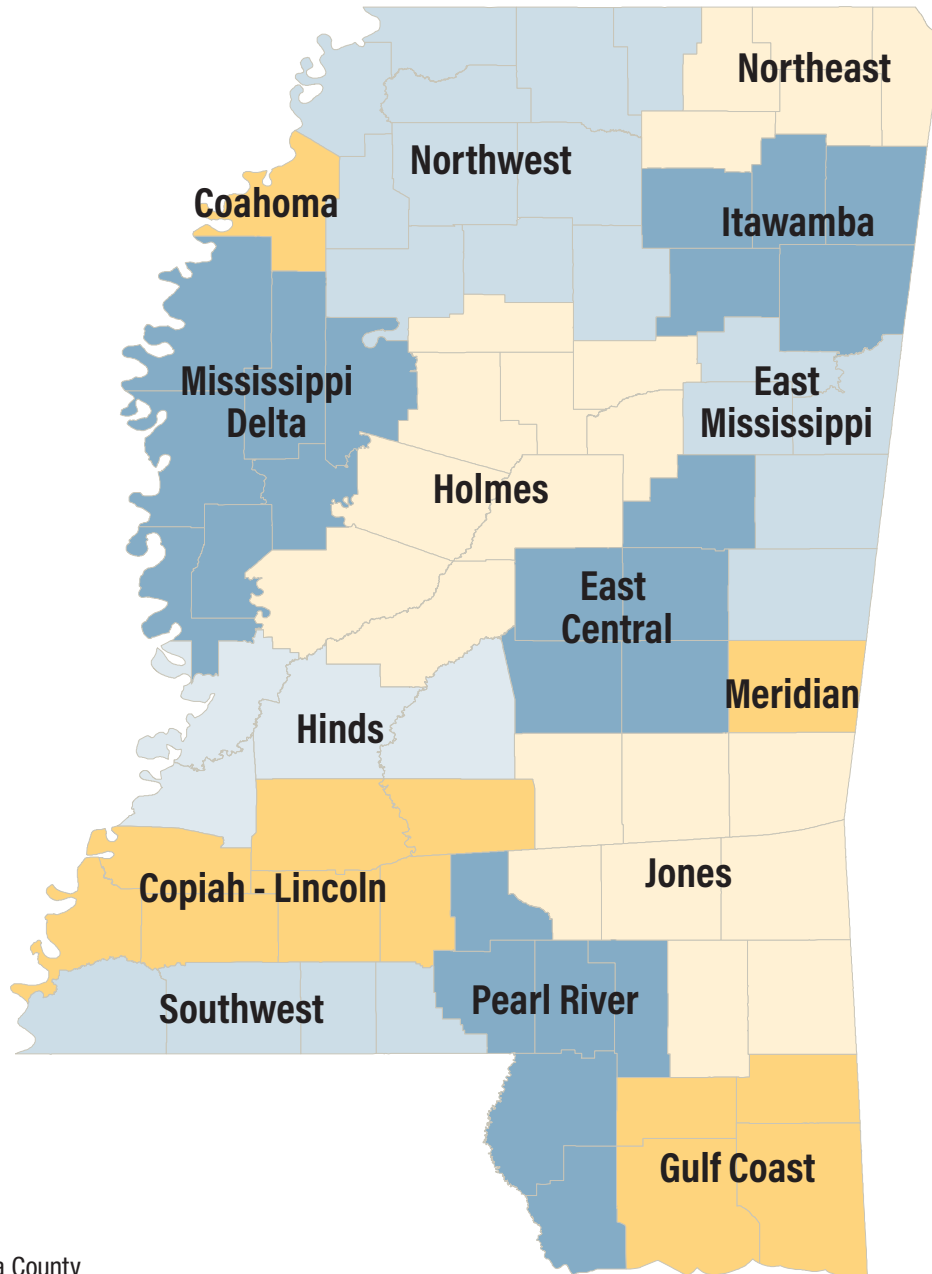 Northeast
Northwest
Coahoma
Itawamba
Mississippi
Delta
East
Mississippi
Holmes
East
Central
Meridian
Hinds
Jones
Copiah - Lincoln
Pearl River
Southwest
Gulf Coast
County